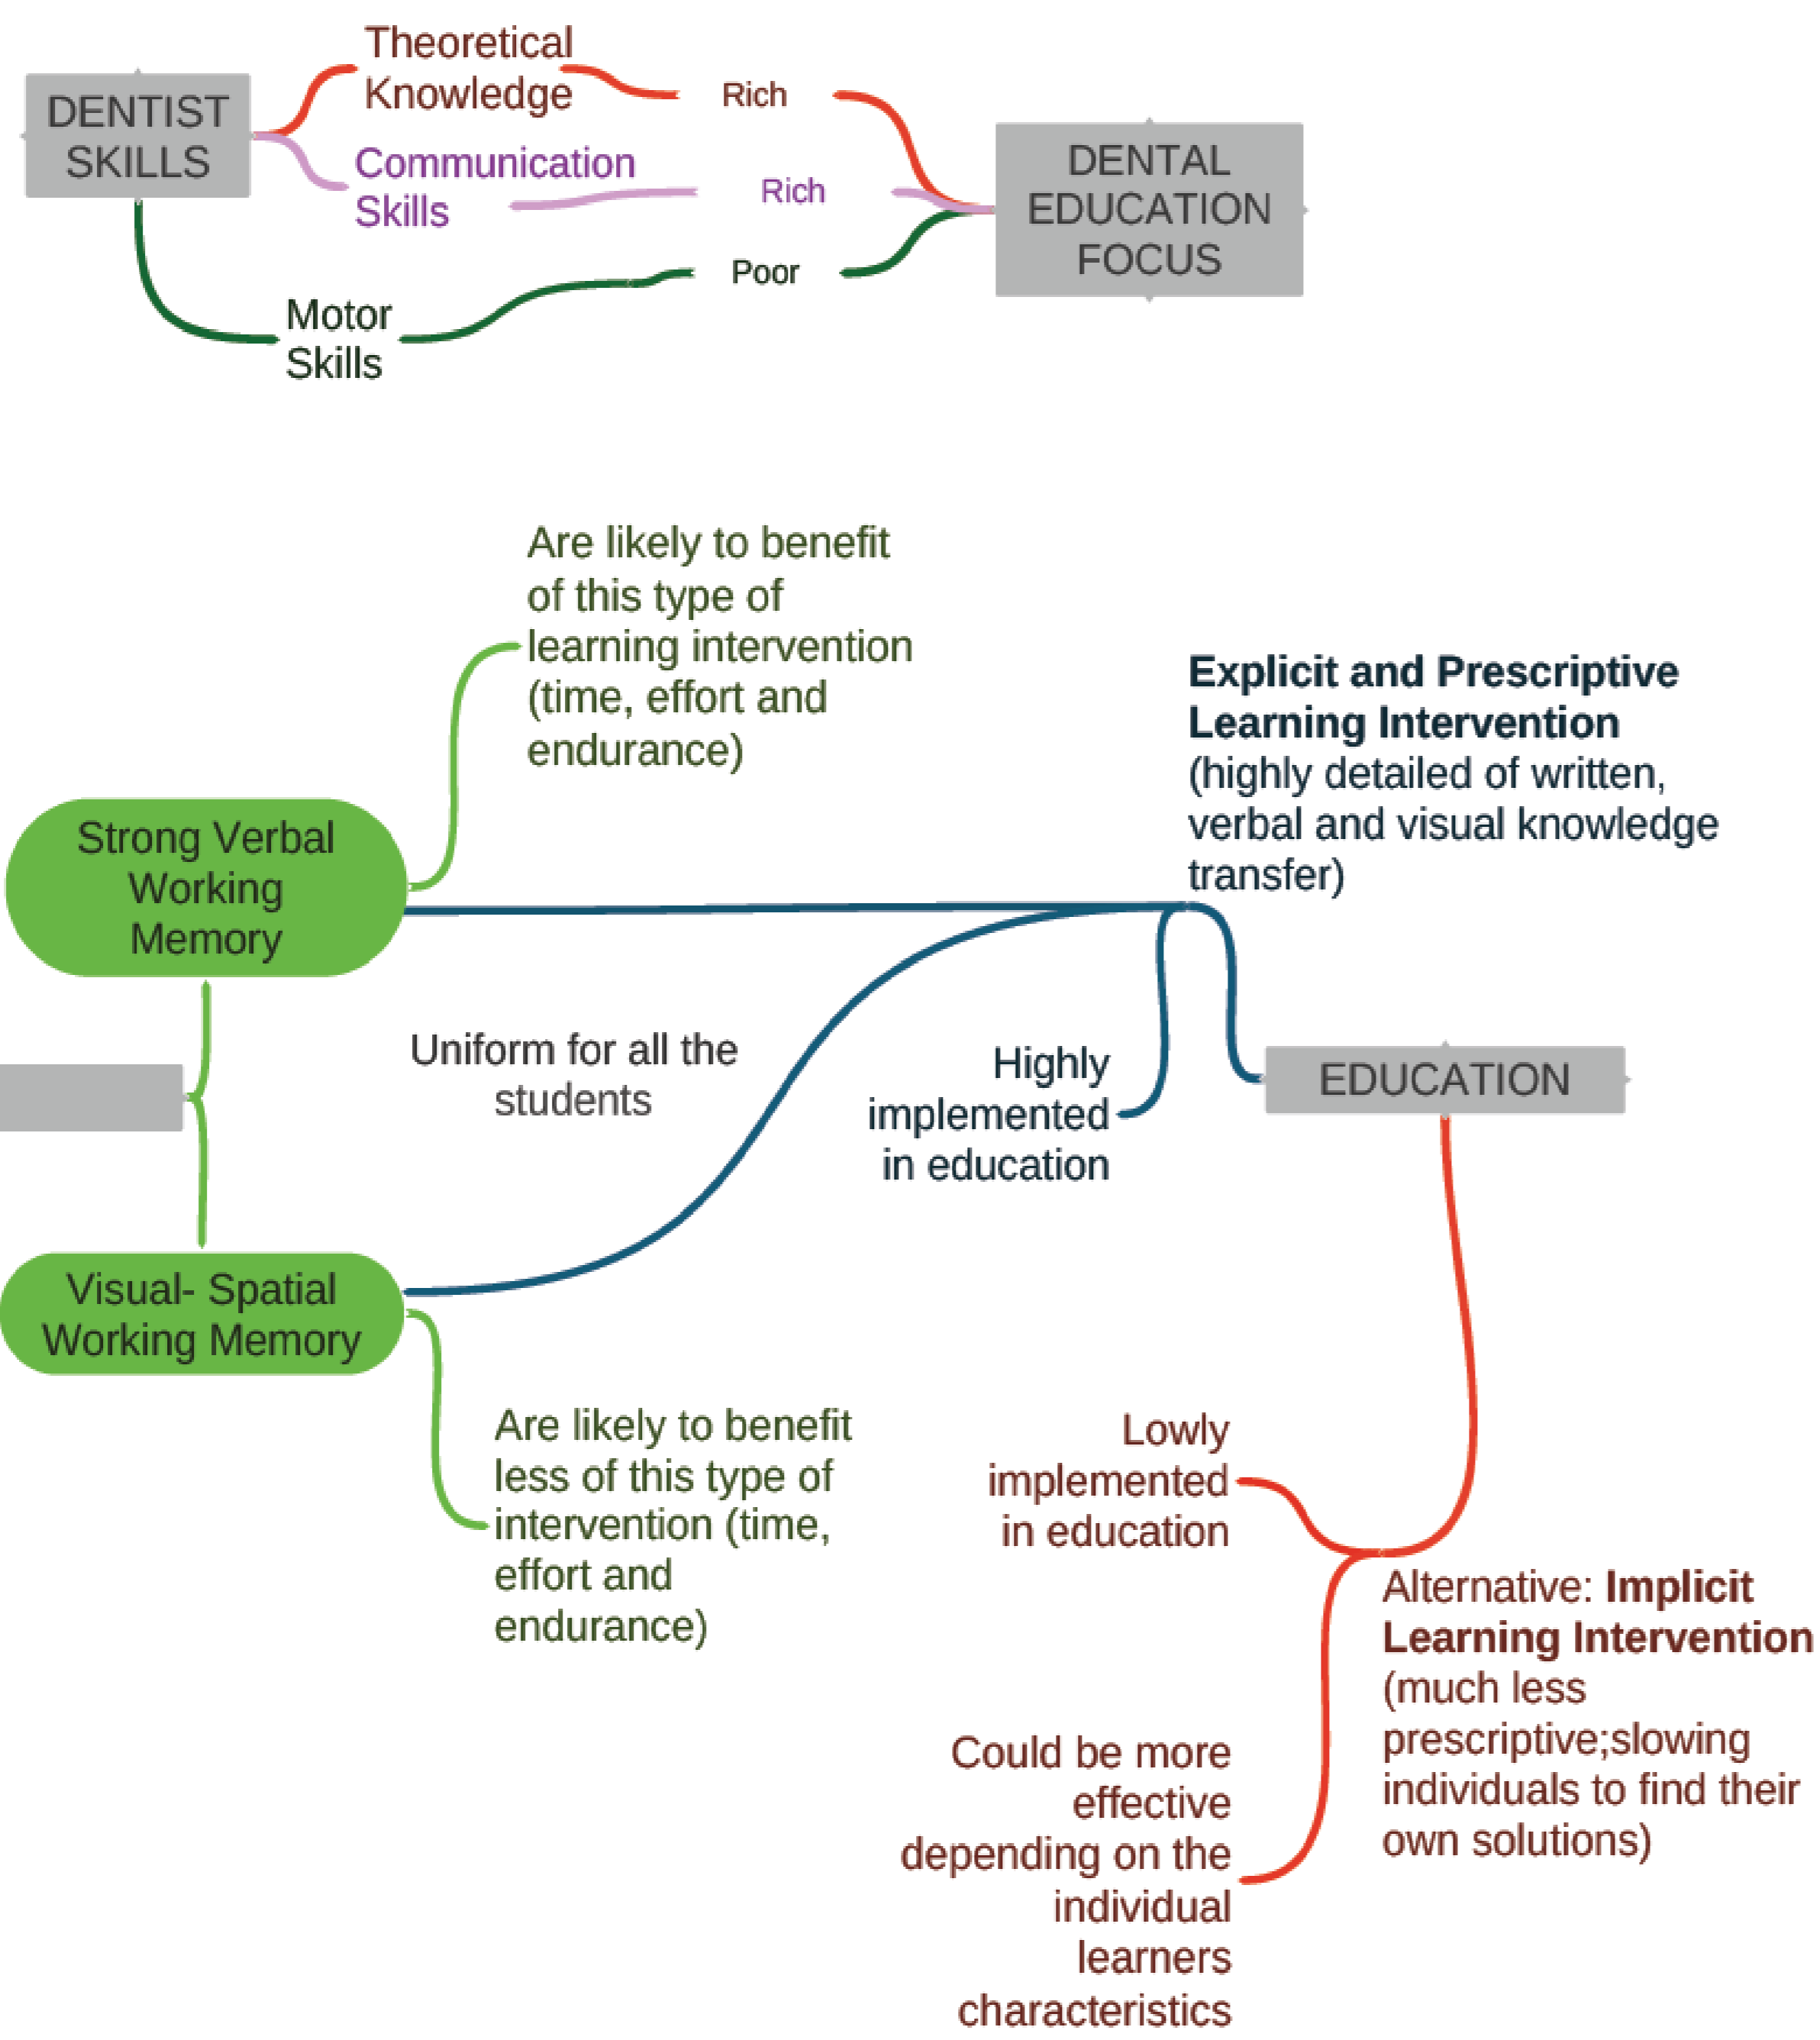 DENTIST
SKILLS
Theoretical
Knowledge
Rich
Communication
Skills
Rich
Motor
Skills
Poor
DENTAL
EDUCATION
FOCUS
Are likely to benefit
of this type of
learning intervention
(time, effort and
endurance)
Strong Verbal
Working
Memory
Explicit and Prescriptive
Learning Intervention
(highly detailed of written,
verbal and visual knowledge
transfer)
Uniform for all the
students
Highly
implemented
in education
EDUCATION
Visual- Spatial
Working Memory
Are likely to benefit
less of this type of
intervention (time,
effort and
endurance)
Lowly
implemented
in education
Alternative: Implicit
Learning Intervention
(much less
prescriptive;slowing
individuals to find their
own solutions)
Could be more
effective
depending on the
individual
learners
characteristics